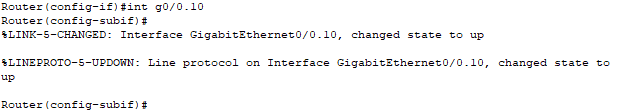 Router(config-if)#int g0/0.10
Router(config-subif)#
%LINK-5-CHANGED: Interface GigabitEthernet0/0.10, changed state to up
%LINEPROTO-5-UPDOWN: Line protocol on Interface GigabitEthernet0/0.10, changed state to
up
Router(config-subif)#